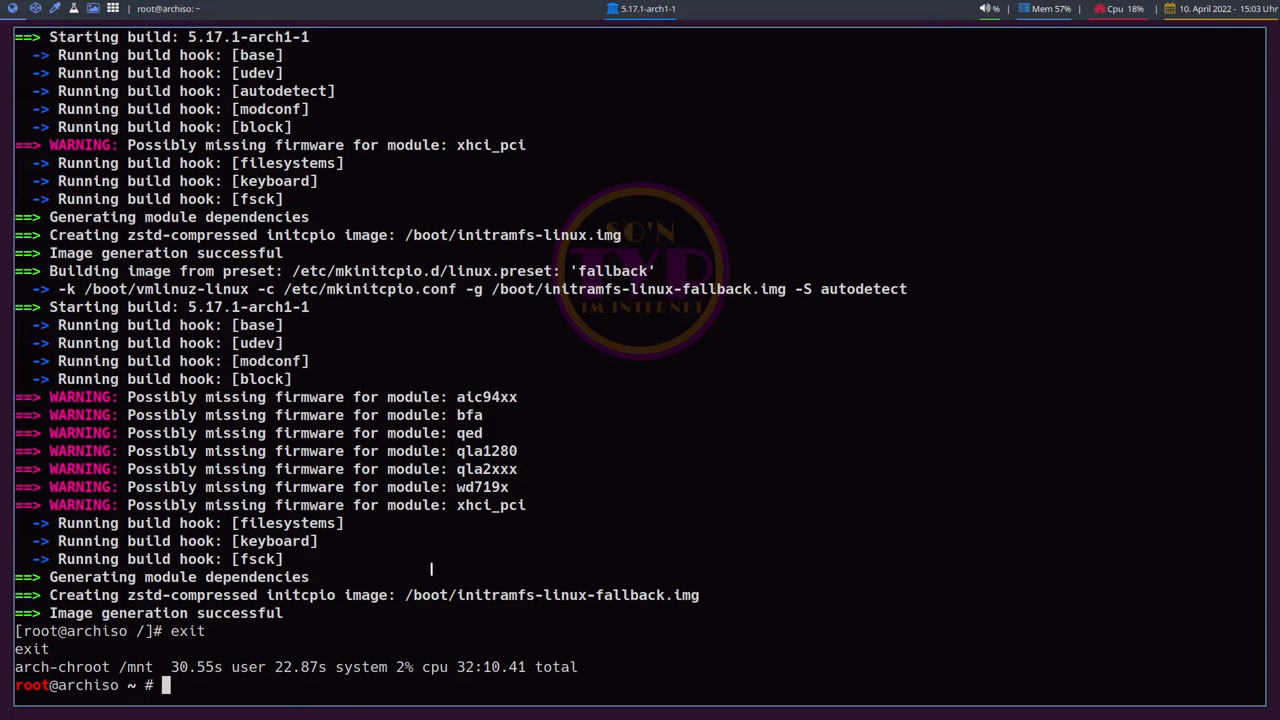 root@archiso: ~
5.17.1-arch1-1
%
Mem 57%
Cpu 18%
10. April 2022 - 15:03 Uhr
==> Starting build: 5.17.1-arch1-1
-> Running build hook: [base]
-> Running build hook: [udev]
-> Running build hook: [autodetect]
-> Running build hook: [modconf]
-> Running build hook: [block]
==> WARNING: Possibly missing firmware for module: xhci_pci
-> Running build hook: [filesystems]
-> Running build hook: [keyboard]
-> Running build hook: [fsck]
==> Generating module dependencies
==> Creating zstd-compressed initcpio image: /boot/initramfs-linux.img
==> Image generation successful
==> Building image from preset: /etc/mkinitcpio.d/linux.preset: 'fallback'
-> -k /boot/vmlinuz-linux -c /etc/mkinitcpio.conf -g /boot/initramfs-linux-fallback.img -S autodetect
==> Starting build: 5.17.1-arch1-1
-> Running build hook: [base]
-> Running build hook: [udev]
-> Running build hook: [modconf]
-> Running build hook: [block]
==> WARNING: Possibly missing firmware for module: aic94xx
==> WARNING: Possibly missing firmware for module: bfa
==> WARNING: Possibly missing firmware for module: qed
==> WARNING: Possibly missing firmware for module: qla1280
==> WARNING: Possibly missing firmware for module: qla2xxx
==> WARNING: Possibly missing firmware for module: wd719x
==> WARNING: Possibly missing firmware for module: xhci_pci
-> Running build hook: [filesystems]
-> Running build hook: [keyboard]
-> Running build hook: [fsck]
==> Generating module dependencies
==> Creating zstd-compressed initcpio image: /boot/initramfs-linux-fallback.img
==> Image generation successful
[root@archiso /]# exit
exit
arch-chroot /mnt  30.55s user 22.87s system 2% cpu 32:10.41 total
root@archiso ~ #
SO'N
TYP
IM INTERNET